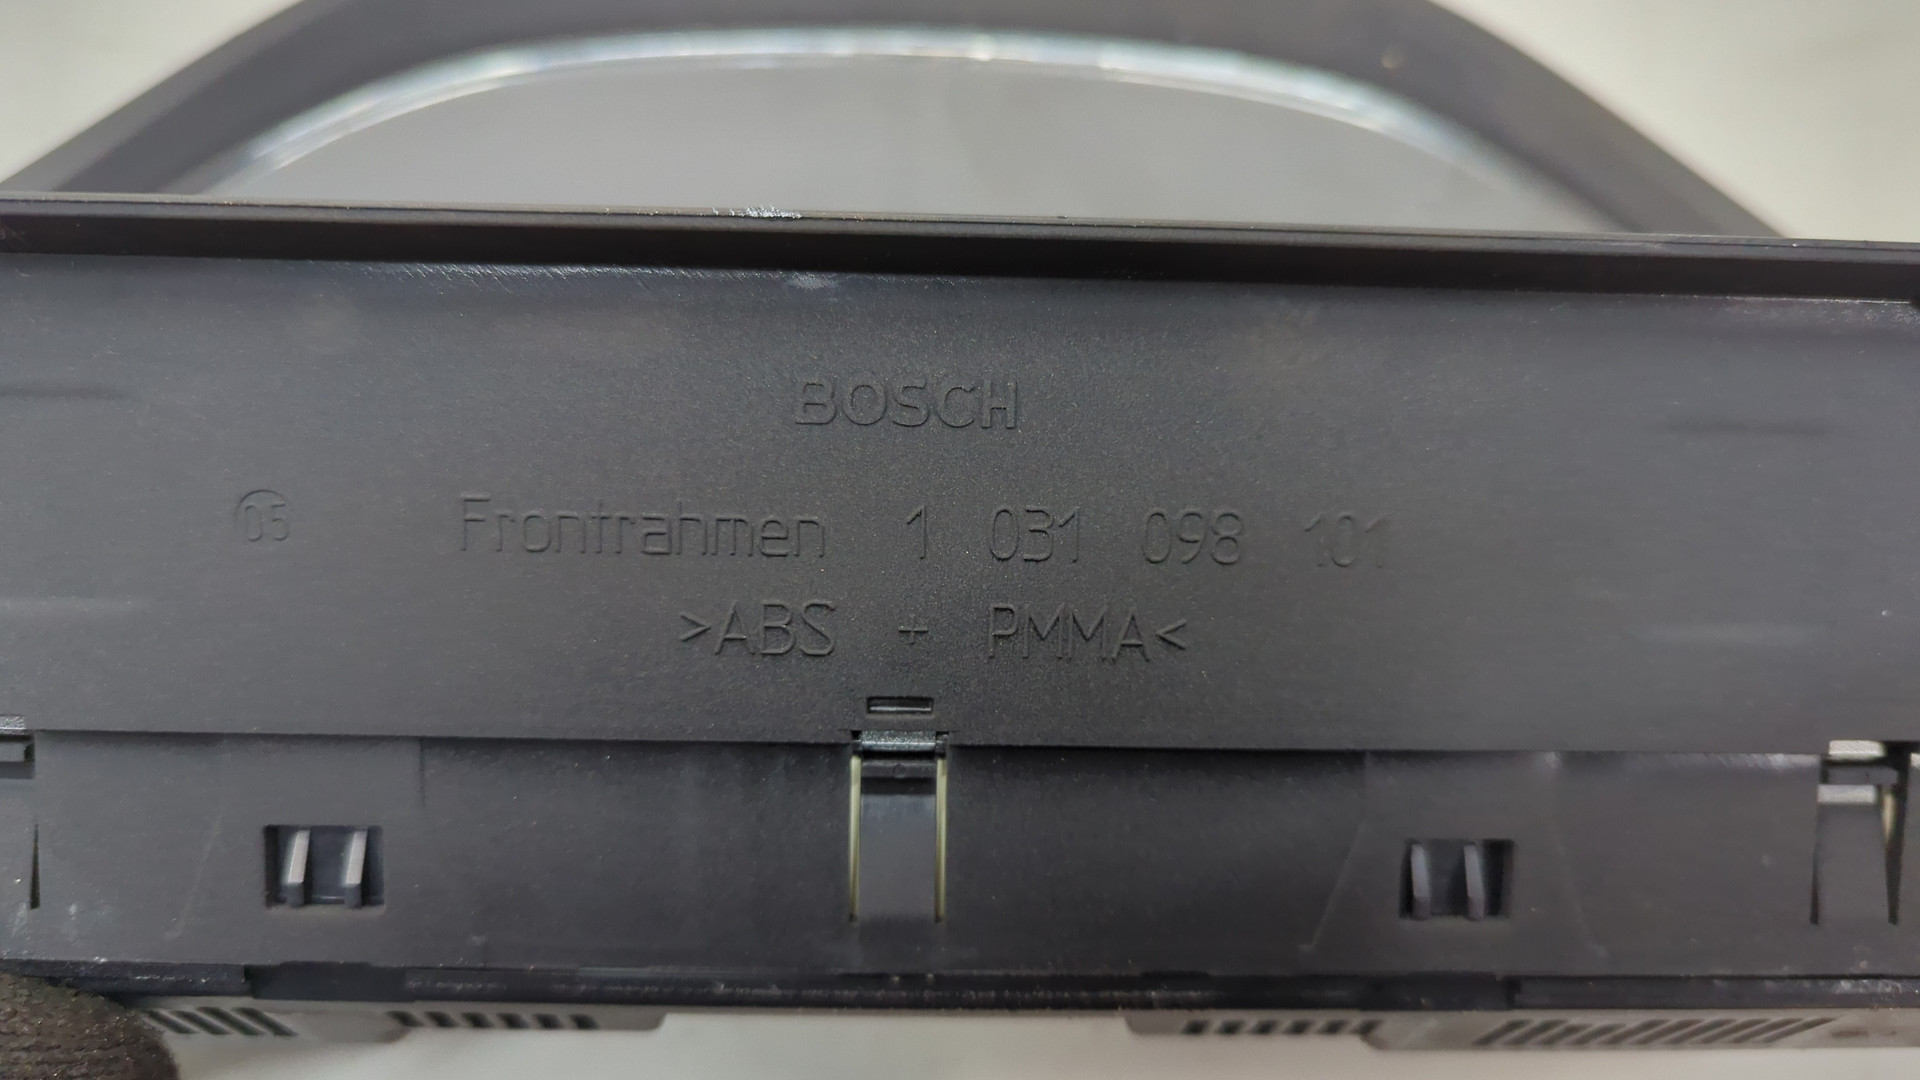 BOSCH
05 Frontrahmen 1 031 098 101
>ABS + PMMA<